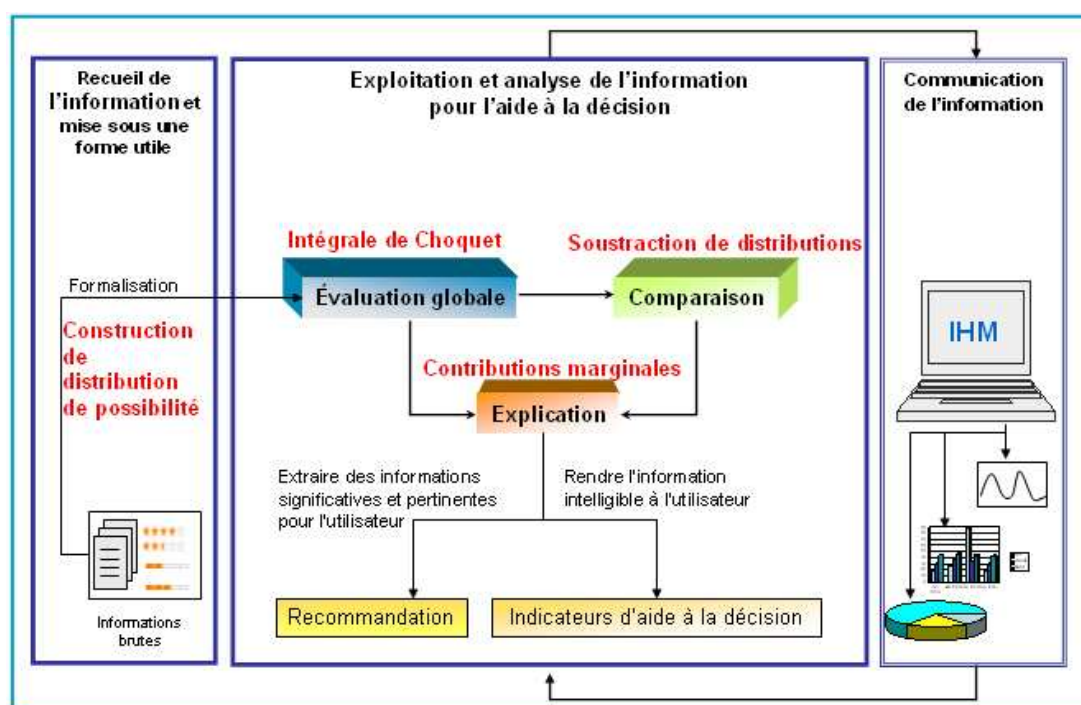 Recueil de
l'information et
mise sous une
forme utile
Exploitation et analyse de l'information
pour l'aide à la décision
Communication
de l'information
Intégrale de Choquet
Soustraction de distributions
Formalisation
Évaluation globale
Comparaison
Construction
de
distribution
de possibilité
IHM
Contributions marginales
Explication
Extraire des informations
significatives et pertinentes
pour l'utilisateur
Rendre l'information
intelligible à l'utilisateur
Informations
brutes
Recommandation
Indicateurs d'aide à la décision